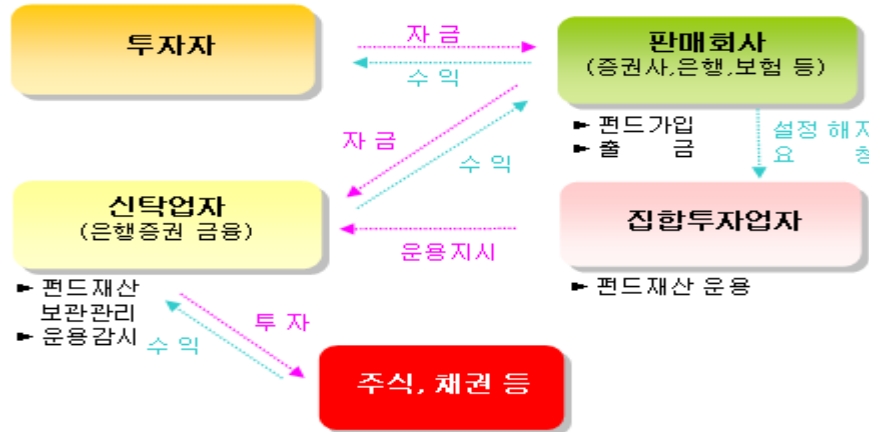 투자자
자 금
수 익
판매회사
(증권사,은행,보험 등)
► 펀드가입
► 출 금
설정 해지
요 청
자 금
수 익
신탁업자
(은행증권 금융)
운용지시
집합투자업자
► 펀드재산
보관관리
► 운용감시
► 펀드재산 운용
투 자
수 익
주식, 채권 등